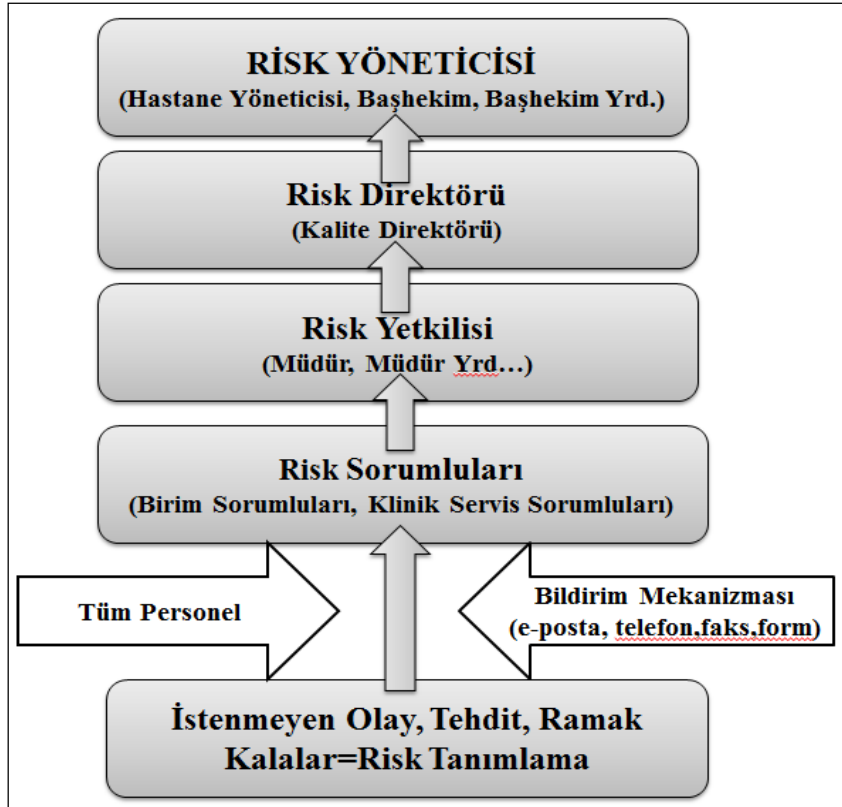 RİSK YÖNETİCİSİ
(Hastane Yöneticisi, Başhekim, Başhekim Yrd.)
Risk Direktörü
(Kalite Direktörü)
Risk Yetkilisi
(Müdür, Müdür Yrd…)
Risk Sorumluları
(Birim Sorumluları, Klinik Servis Sorumluları)
Tüm Personel
Bildirim Mekanizması
(e-posta, telefon,faks,form)
İstenmeyen Olay, Tehdit, Ramak
Kalalar=Risk Tanımlama